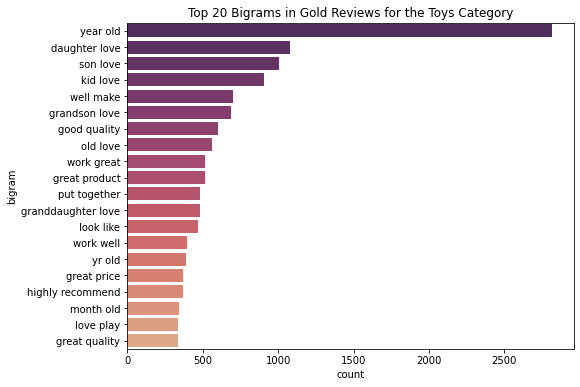 Top 20 Bigrams in Gold Reviews for the Toys Category
bigram
year old
daughter love
son love
kid love
well make
grandson love
good quality
old love
work great
great product
put together
granddaughter love
look like
work well
yr old
great price
highly recommend
month old
love play
great quality
0 500 1000 1500 2000 2500
count